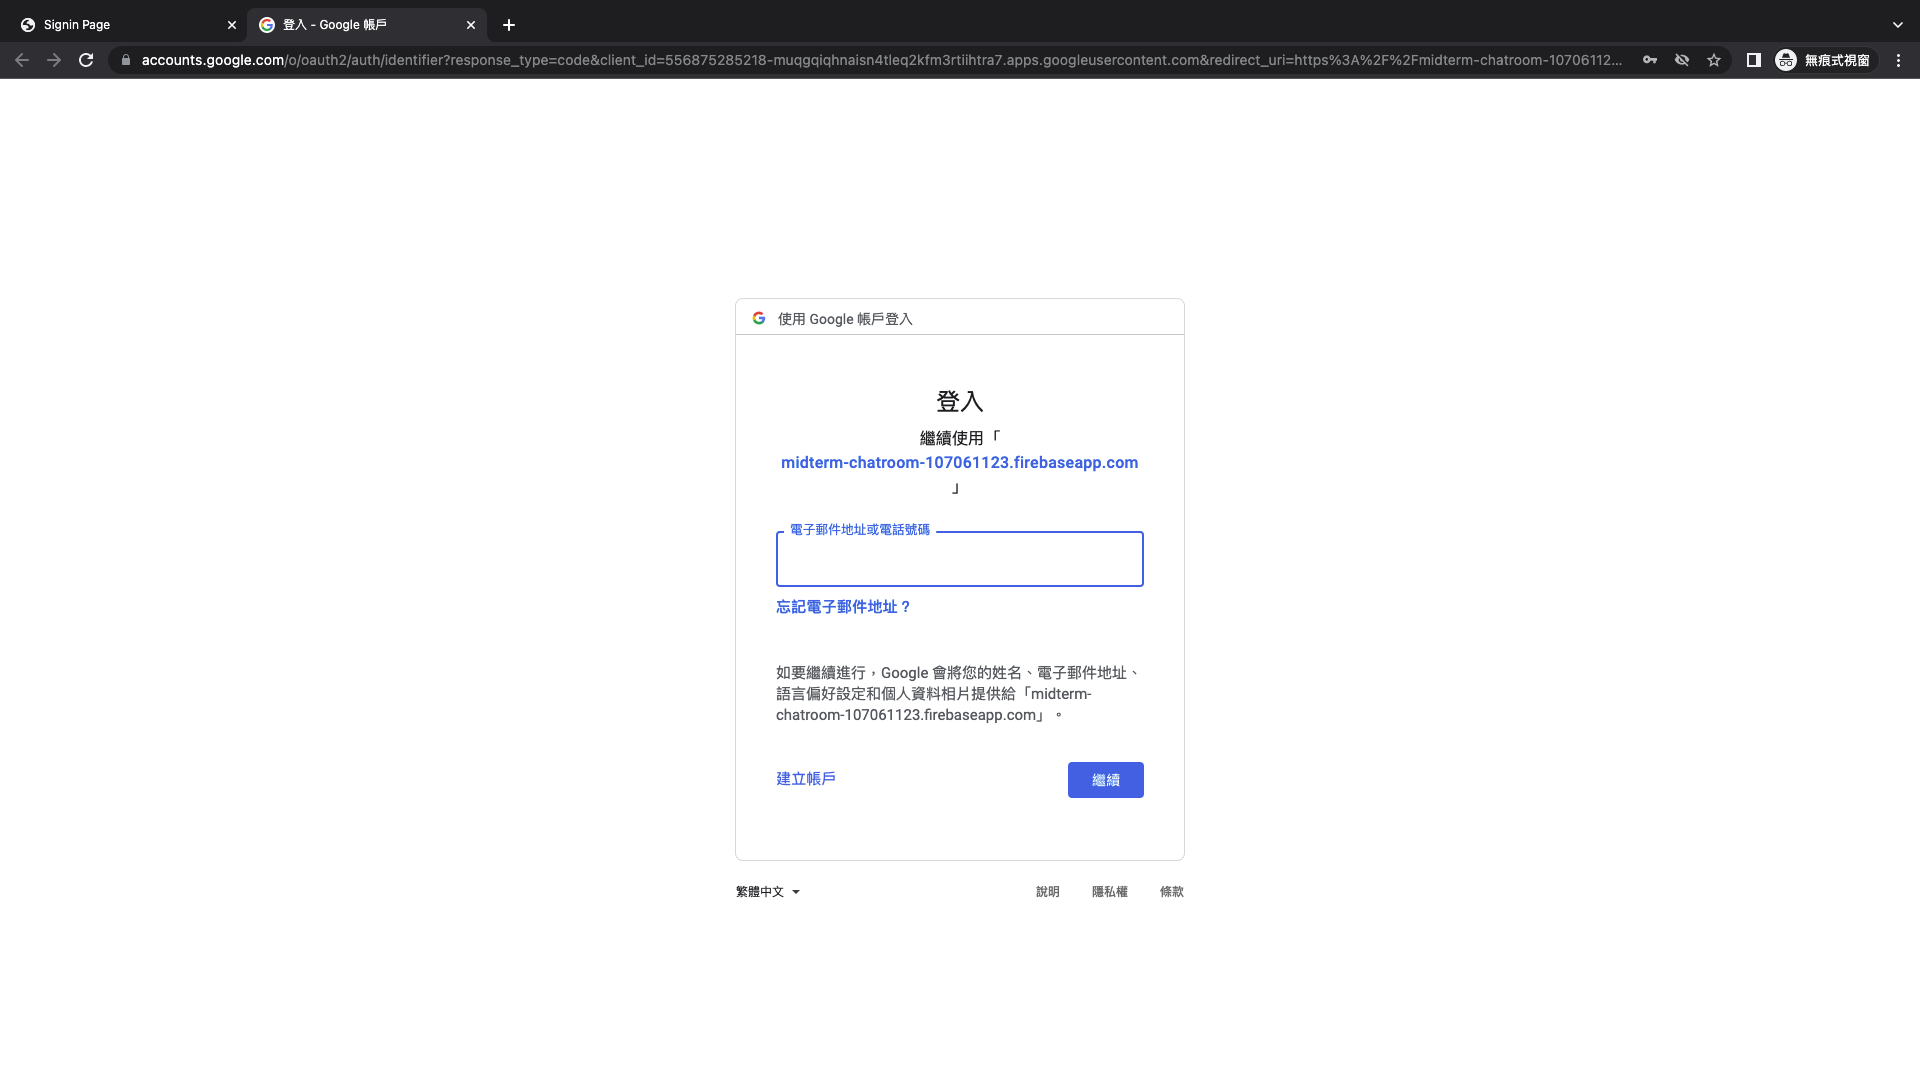 Signin Page
登入 - Google 帳戶
accounts.google.com/o/oauth2/auth/identifier?response_type=code&client_id=556875285218-muqgqiqhnaisn4tleq2kfm3rtiihtra7.apps.googleusercontent.com&redirect_uri=https%3A%2F%2Fmidterm-chatroom-10706112...
無痕式視窗
使用 Google 帳戶登入
登入
繼續使用「
midterm-chatroom-107061123.firebaseapp.com
」
電子郵件地址或電話號碼
忘記電子郵件地址？
如要繼續進行，Google 會將您的姓名、電子郵件地址、
語言偏好設定和個人資料相片提供給「midterm-
chatroom-107061123.firebaseapp.com」。
建立帳戶
繼續
繁體中文
說明
隱私權
條款